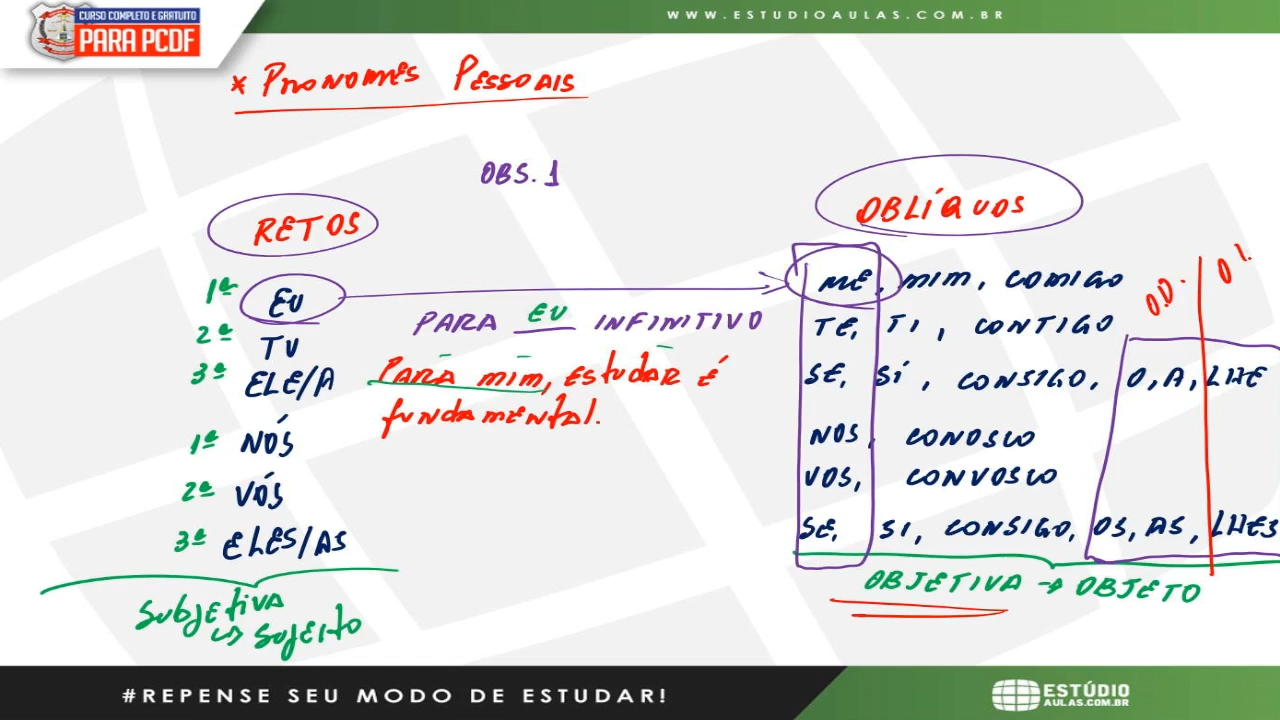 CURSO COMPLETO E GRATUITO
PARA PCDF
WWW.ESTUDIOAULAS.COM.BR
* PRONOMES PESSOAIS
OBS. 1
RETOS
1ª EU
2ª TU
3ª ELE/A
1ª NÓS
2ª VÓS
3ª ELES/AS
SUBJETIVA
↳ SUJEITO
PARA EU INFINITIVO
PARA MIM, ESTUDAR É
FUNDAMENTAL.
OBLÍQUOS
ME, MIM, COMIGO
TE, TI, CONTIGO
O.D. O.I.
SE, SÍ, CONSIGO, O, A, LHE
NOS, CONOSCO
VOS, CONVOSCO
SE, SI, CONSIGO, OS, AS, LHES
OBJETIVA → OBJETO
#REPENSE SEU MODO DE ESTUDAR!
ESTÚDIO
AULAS.COM.BR